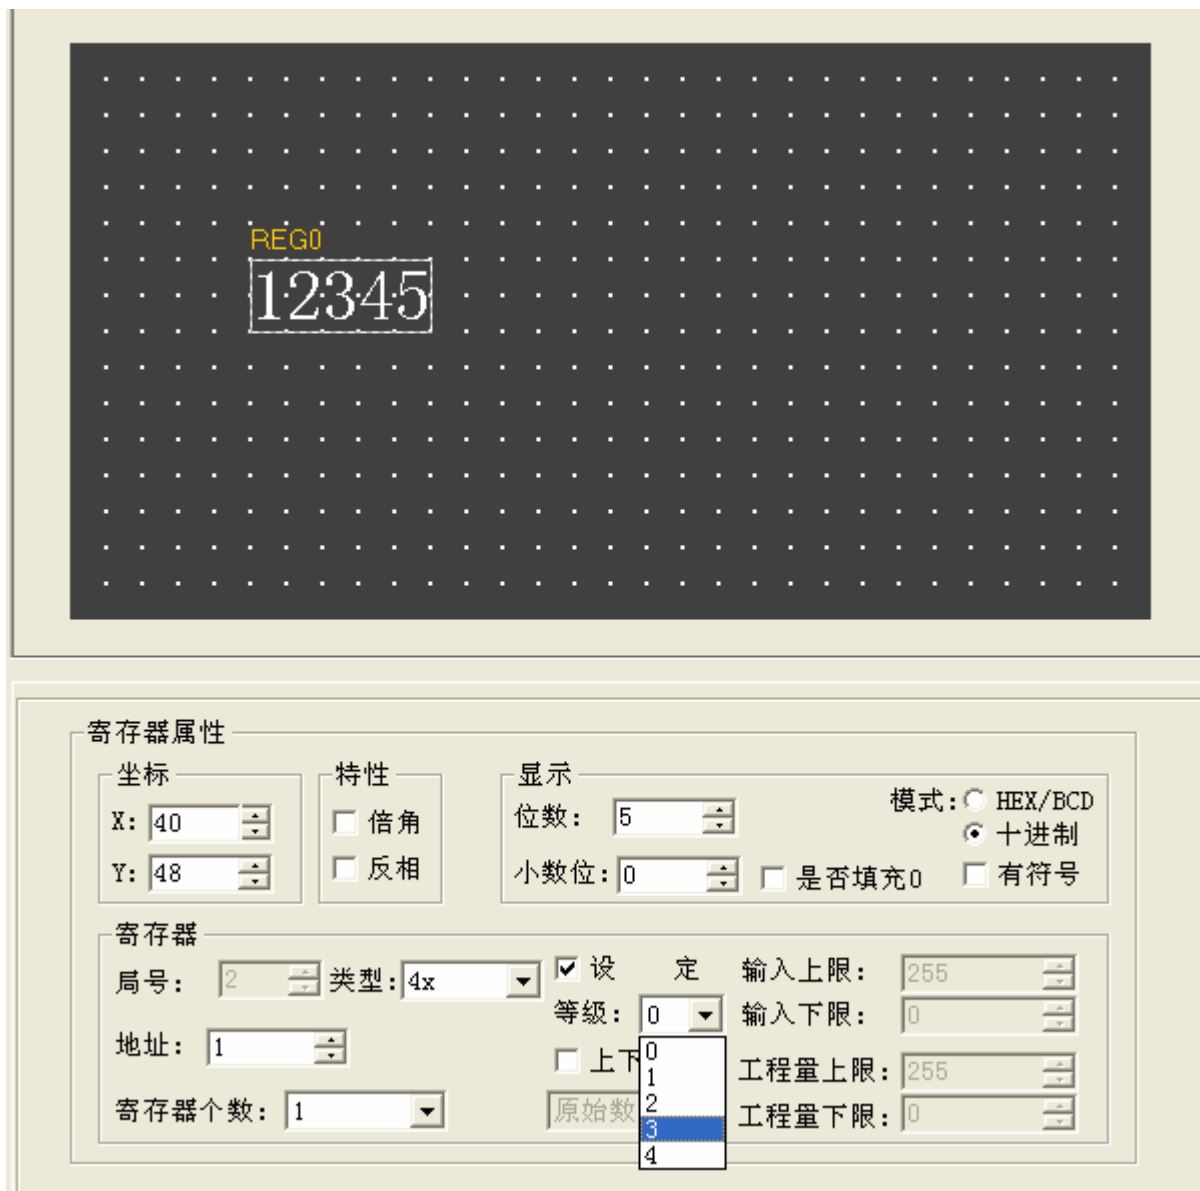 REG0
12345
寄存器属性
坐标
X: 40
Y: 48
特性
倍角
反相
显示
位数: 5
小数位: 0
是否填充0
模式: HEX/BCD
十进制
有符号
寄存器
局号: 2 类型: 4x
地址: 1
寄存器个数: 1
设 定
等级: 0
上下
原始数
0
1
2
3
4
输入上限: 255
输入下限: 0
工程量上限: 255
工程量下限: 0